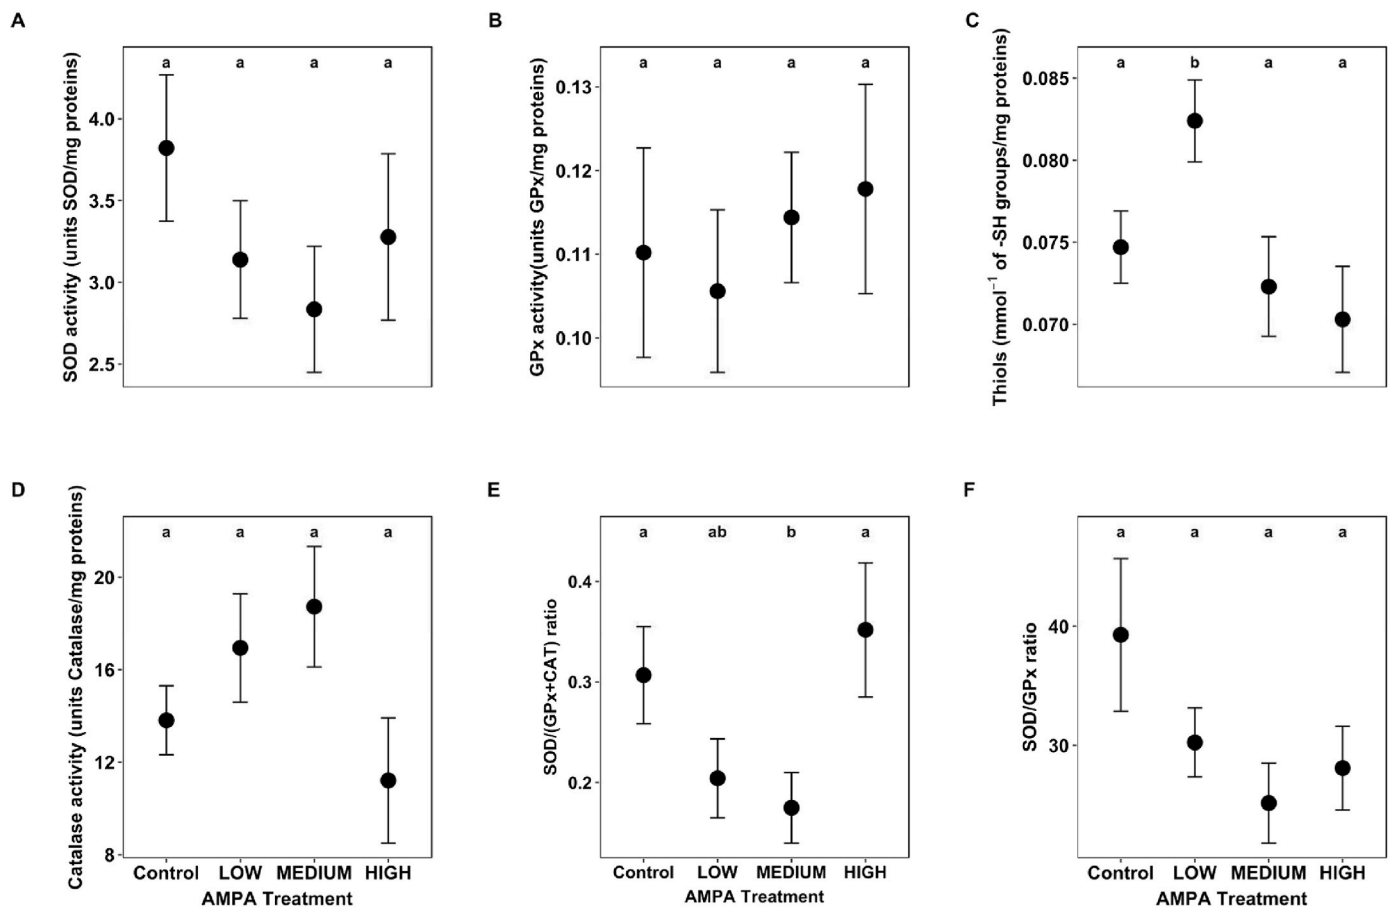 A
B
C
SOD activity (units SOD/mg proteins)
4.0
3.5
3.0
2.5
a a a a
GPx activity(units GPx/mg proteins)
0.13
0.12
0.11
0.10
a a a a
Thiols (mmol⁻¹ of -SH groups/mg proteins)
0.085
0.080
0.075
0.070
a b a a
D
E
F
Catalase activity (units Catalase/mg proteins)
20
16
12
8
a a a a
Control LOW MEDIUM HIGH
AMPA Treatment
SOD/(GPx+CAT) ratio
0.4
0.3
0.2
a ab b a
Control LOW MEDIUM HIGH
AMPA Treatment
SOD/GPx ratio
40
30
a a a a
Control LOW MEDIUM HIGH
AMPA Treatment